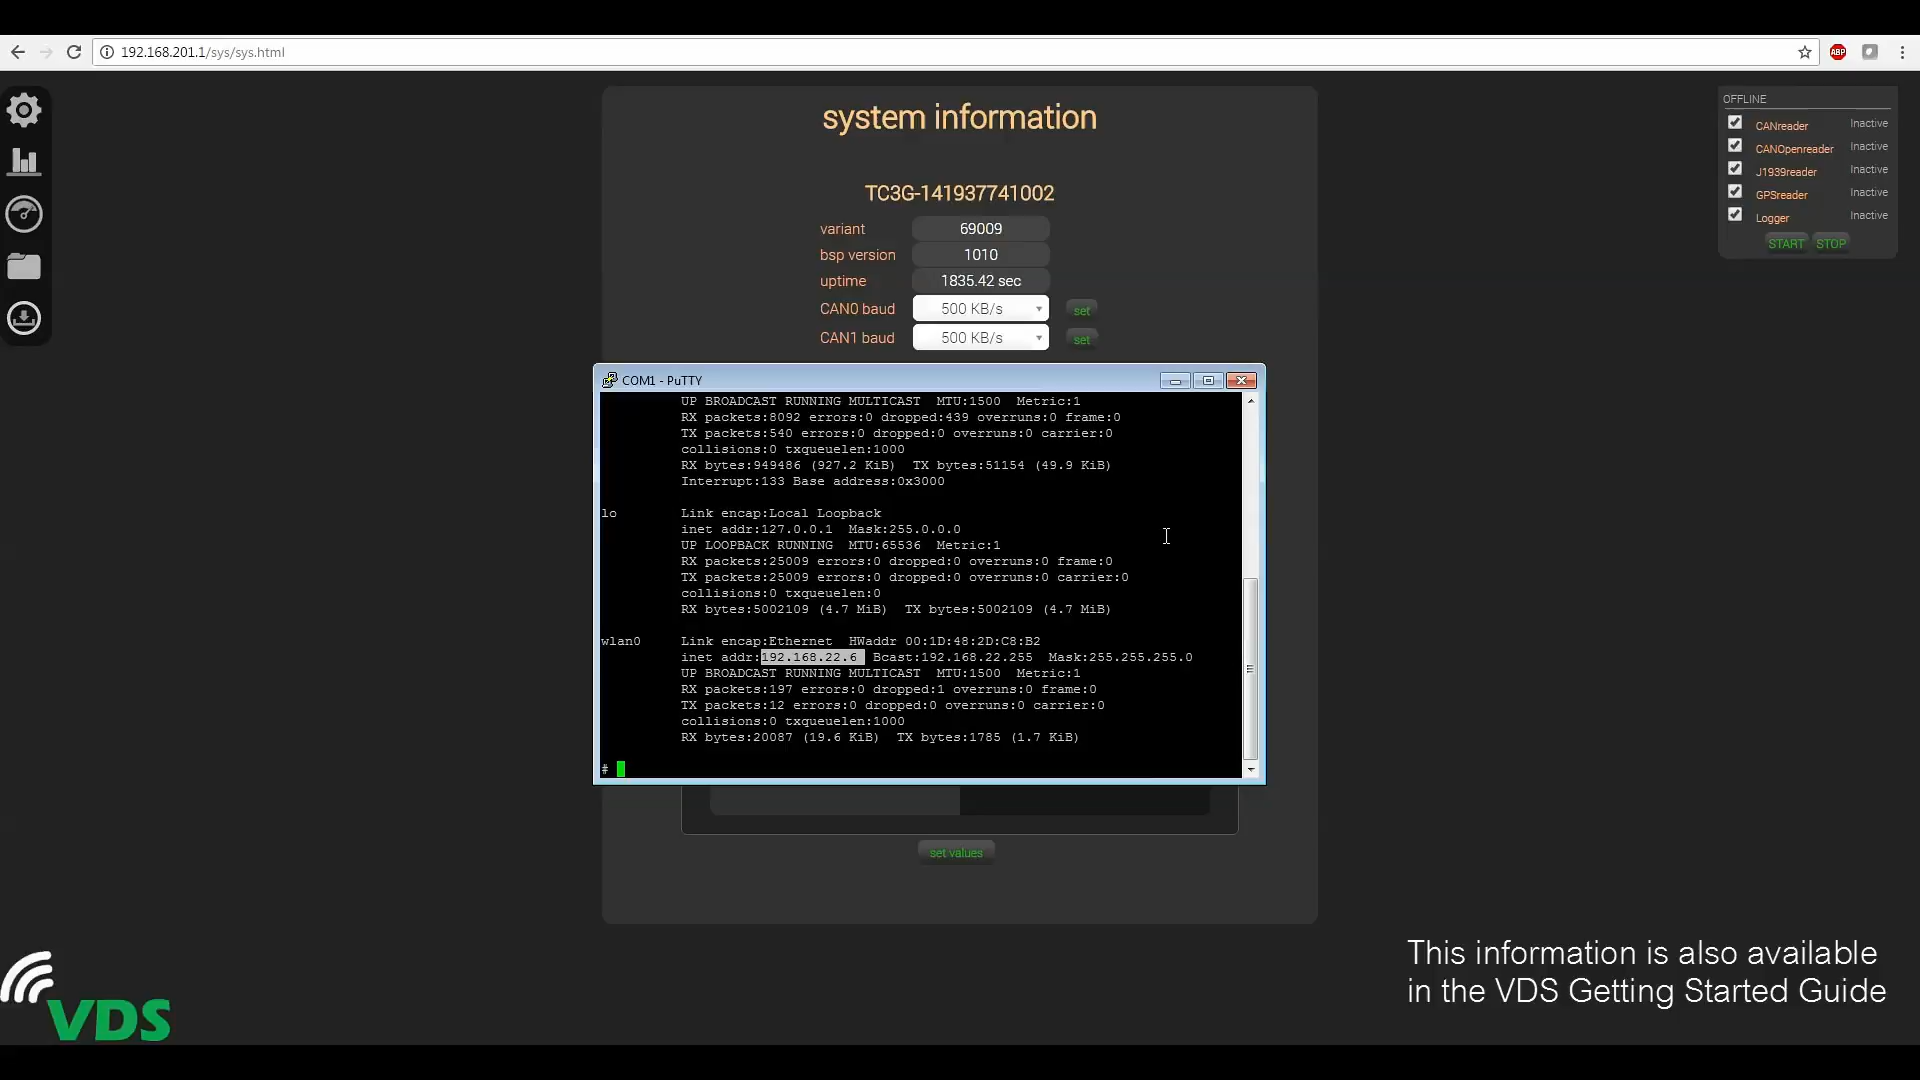 192.168.201.1/sys/sys.html
ABP
system information
TC3G-141937741002
variant 69009
bsp version 1010
uptime 1835.42 sec
CAN0 baud 500 KB/s set
CAN1 baud 500 KB/s set
OFFLINE
CANreader Inactive
CANOpenreader Inactive
J1939reader Inactive
GPSreader Inactive
Logger Inactive
START STOP
COM1 - PuTTY
UP BROADCAST RUNNING MULTICAST  MTU:1500  Metric:1
RX packets:8092 errors:0 dropped:439 overruns:0 frame:0
TX packets:540 errors:0 dropped:0 overruns:0 carrier:0
collisions:0 txqueuelen:1000
RX bytes:949486 (927.2 KiB)  TX bytes:51154 (49.9 KiB)
Interrupt:133 Base address:0x3000
lo Link encap:Local Loopback
inet addr:127.0.0.1  Mask:255.0.0.0
UP LOOPBACK RUNNING  MTU:65536  Metric:1
RX packets:25009 errors:0 dropped:0 overruns:0 frame:0
TX packets:25009 errors:0 dropped:0 overruns:0 carrier:0
collisions:0 txqueuelen:0
RX bytes:5002109 (4.7 MiB)  TX bytes:5002109 (4.7 MiB)
wlan0 Link encap:Ethernet  HWaddr 00:1D:48:2D:C8:B2
inet addr:192.168.22.6  Bcast:192.168.22.255  Mask:255.255.255.0
UP BROADCAST RUNNING MULTICAST  MTU:1500  Metric:1
RX packets:197 errors:0 dropped:1 overruns:0 frame:0
TX packets:12 errors:0 dropped:0 overruns:0 carrier:0
collisions:0 txqueuelen:1000
RX bytes:20087 (19.6 KiB)  TX bytes:1785 (1.7 KiB)
#
set values
VDS
This information is also available
in the VDS Getting Started Guide